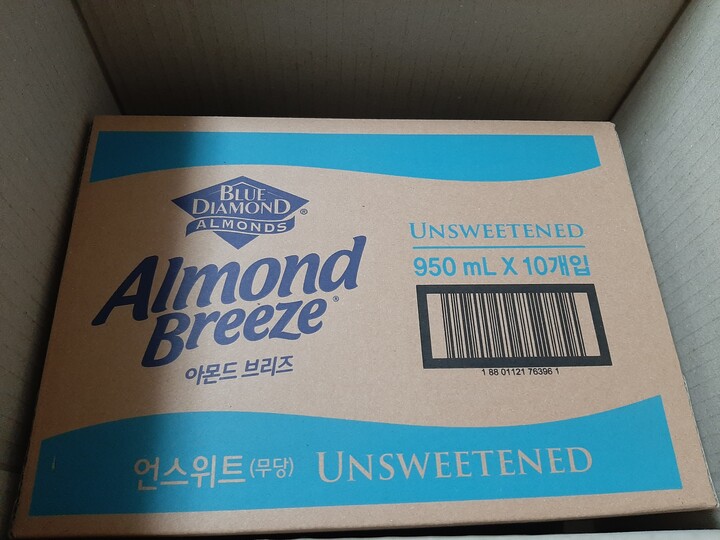 BLUE
DIAMOND®
ALMONDS
Almond
Breeze®
아몬드 브리즈
UNSWEETENED
950 mL X 10개입
1 88 01121 76396 1
언스위트 (무당) UNSWEETENED